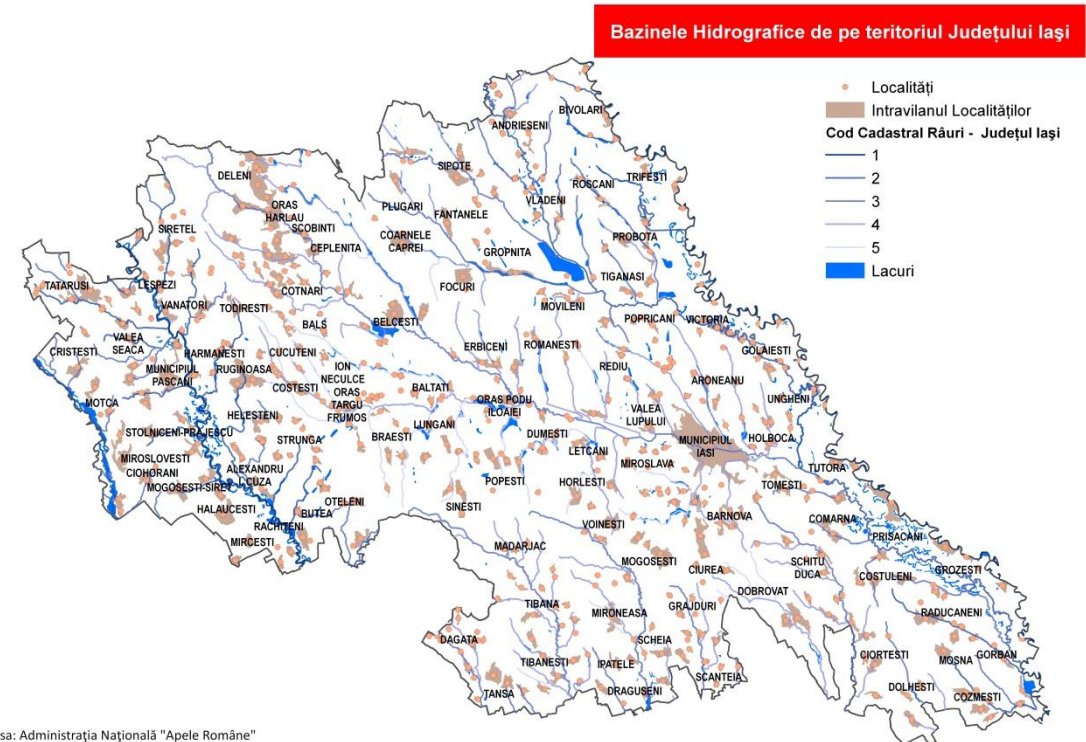 Bazinele Hidrografice de pe teritoriul Județului Iaşi
Localități
Intravilanul Localităților
Cod Cadastral Râuri - Județul Iaşi
1
2
3
4
5
Lacuri
BIVOLARI
ANDRIESENI
SIPOTE
DELENI
TRIFESTI
ROSCANI
VLADENI
ORAS
HARLAU
PLUGARI
FANTANELE
SCOBINTI
SIRETEL
COARNELE
CAPREI
PROBOTA
CEPLENITA
GROPNITA
TIGANASI
LESPEZI
TATARUSI
COTNARI
FOCURI
VANATORI
TODIRESTI
MOVILENI
BALS
BELCESTI
POPRICANI
VICTORIA
VALEA
SEACA
CRISTESTI
HARMANESTI
CUCUTENI
ERBICENI
ROMANESTI
GOLAIESTI
MUNICIPIUL
PASCANI
RUGINOASA
ION
NECULCE
REDIU
ARONEANU
COSTESTI
BALTATI
ORAS
TARGU
FRUMOS
ORAS PODU
ILOAIEI
UNGHENI
MOTCA
HELESTENI
LUNGANI
VALEA
LUPULUI
STOLNICENI-PRAJESCU
STRUNGA
BRAESTI
DUMESTI
MUNICIPIUL
IASI
HOLBOCA
LETCANI
MIROSLOVESTI
CIOHORANI
MIROSLAVA
ALEXANDRU
I.CUZA
TUTORA
MOGOSESTI-SIRET
POPESTI
HORLESTI
TOMESTI
OTELENI
HALAUCESTI
BUTEA
SINESTI
RACHITENI
BARNOVA
COMARNA
VOINESTI
PRISACANI
MIRCESTI
MADARJAC
MOGOSESTI
CIUREA
SCHITU
DUCA
GROZESTI
COSTULENI
DOBROVAT
TIBANA
MIRONEASA
GRAJDURI
RADUCANENI
DAGATA
SCHEIA
CIORTESTI
GORBAN
MOSNA
TIBANESTI
IPATELE
SCANTEIA
DOLHESTI
TANSA
DRAGUSENI
COZMESTI
sa: Administraţia Naţională "Apele Române"